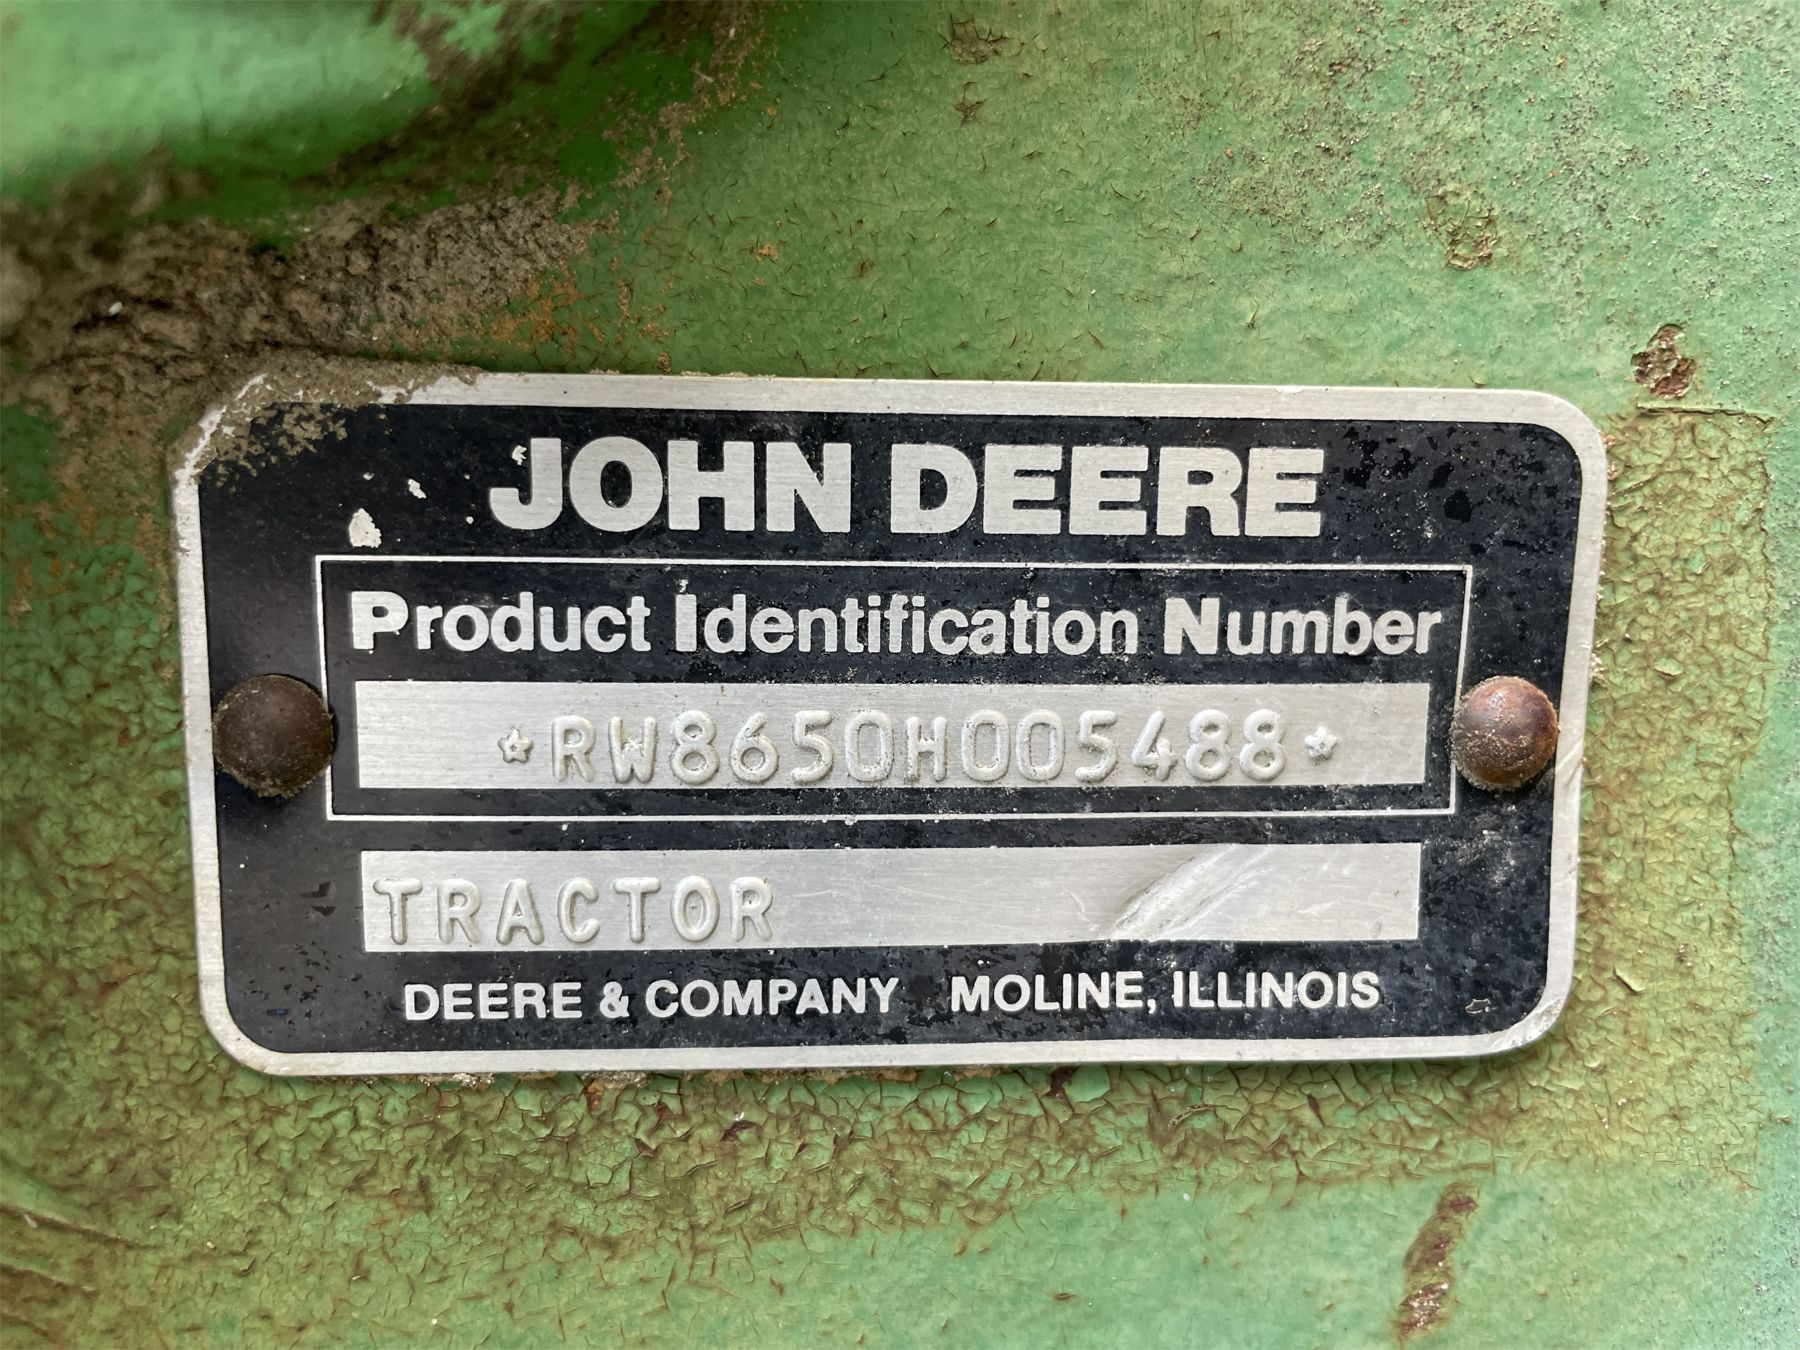 JOHN DEERE
Product Identification Number
*RW8650H005488*
TRACTOR
DEERE & COMPANY MOLINE, ILLINOIS